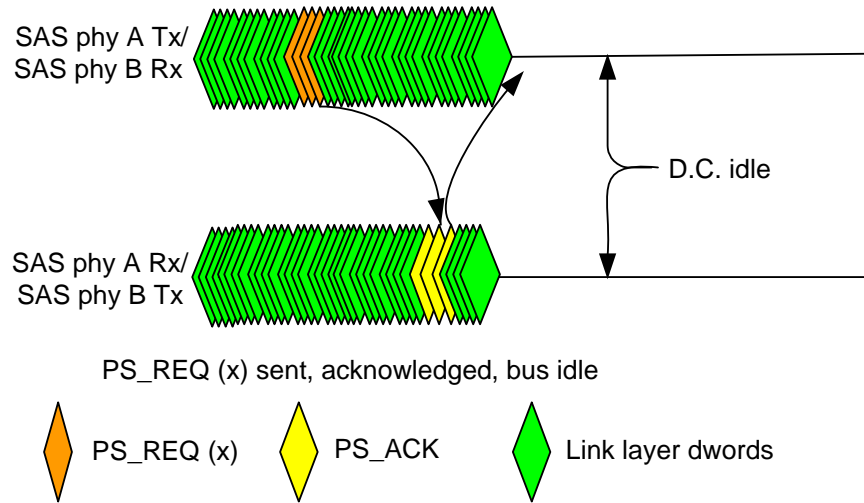 SAS phy A Tx/
SAS phy B Rx
D.C. idle
SAS phy A Rx/
SAS phy B Tx
PS_REQ (x) sent, acknowledged, bus idle
PS_REQ (x)
PS_ACK
Link layer dwords